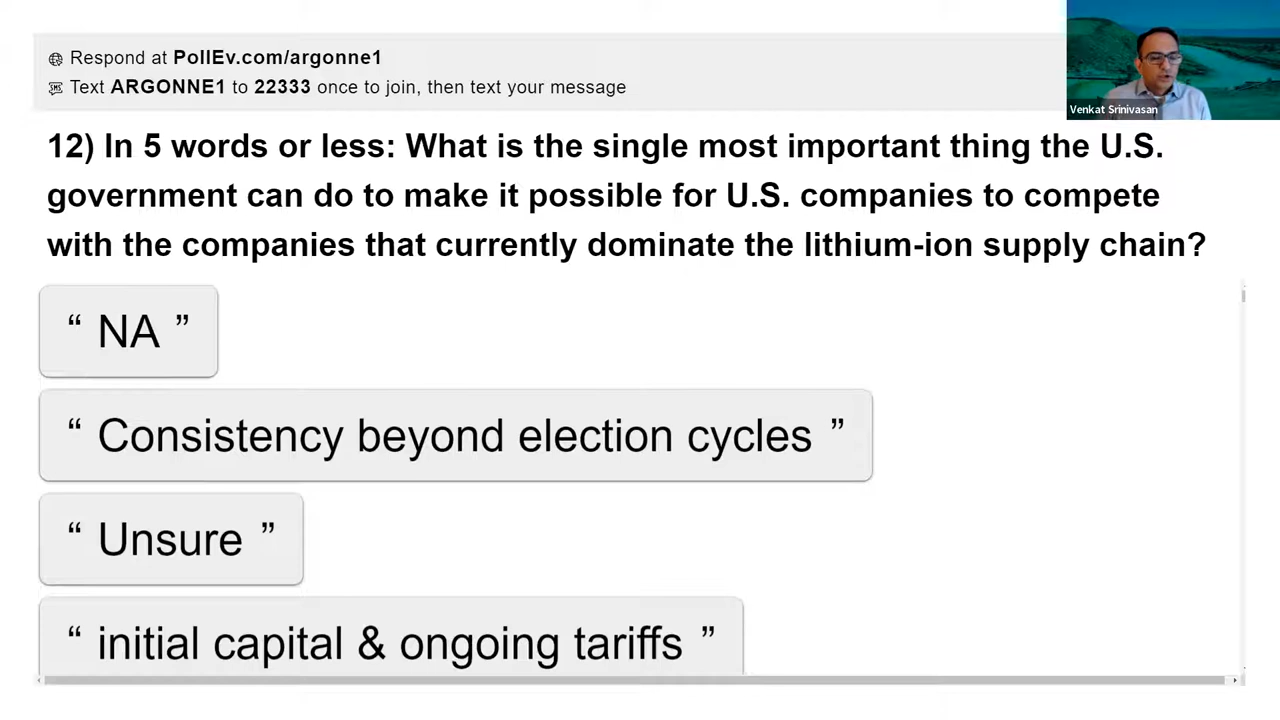 Respond at PollEv.com/argonne1
Text ARGONNE1 to 22333 once to join, then text your message
Venkat Srinivasan
12) In 5 words or less: What is the single most important thing the U.S.
government can do to make it possible for U.S. companies to compete
with the companies that currently dominate the lithium-ion supply chain?
“ NA ”
“ Consistency beyond election cycles ”
“ Unsure ”
“ initial capital & ongoing tariffs ”